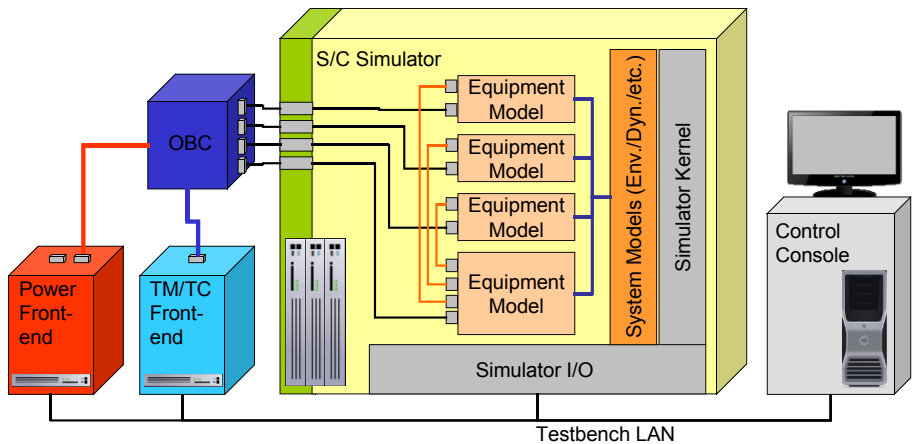 S/C Simulator
Equipment
Model
Equipment
Model
Equipment
Model
Equipment
Model
System Models (Env./Dyn./etc.)
Simulator Kernel
Simulator I/O
OBC
Power
Front-
end
TM/TC
Front-
end
Control
Console
Testbench LAN